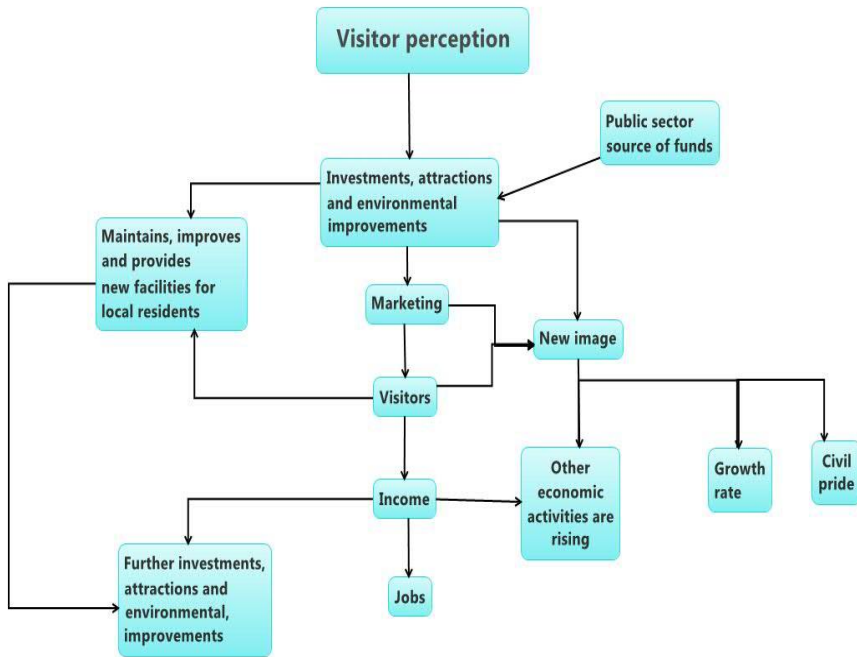 Visitor perception
Public sector
source of funds
Investments, attractions
and environmental
improvements
Maintains, improves
and provides
new facilities for
local residents
Marketing
New image
Visitors
Other
economic
activities are
rising
Growth
rate
Civil
pride
Income
Further investments,
attractions and
environmental,
improvements
Jobs